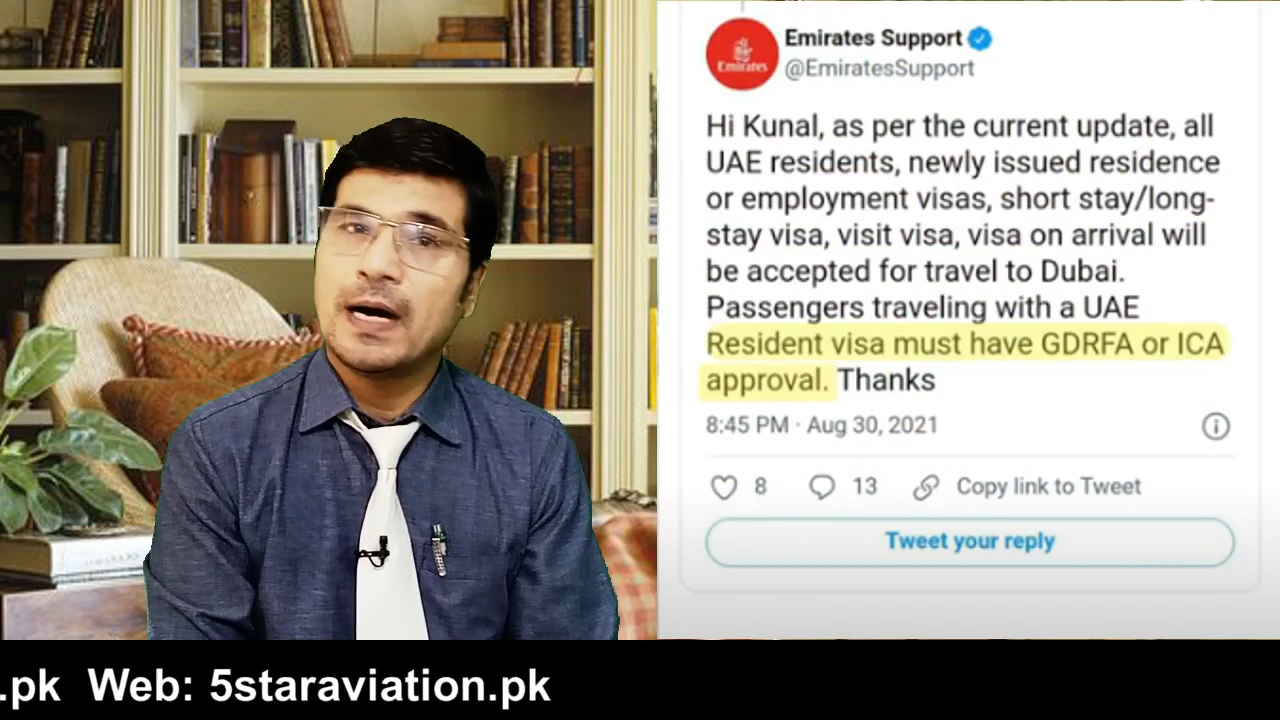 Emirates
Emirates Support
@EmiratesSupport
Hi Kunal, as per the current update, all
UAE residents, newly issued residence
or employment visas, short stay/long-
stay visa, visit visa, visa on arrival will
be accepted for travel to Dubai.
Passengers traveling with a UAE
Resident visa must have GDRFA or ICA
approval. Thanks
8:45 PM · Aug 30, 2021
8 13 Copy link to Tweet
Tweet your reply
.pk Web: 5staraviation.pk